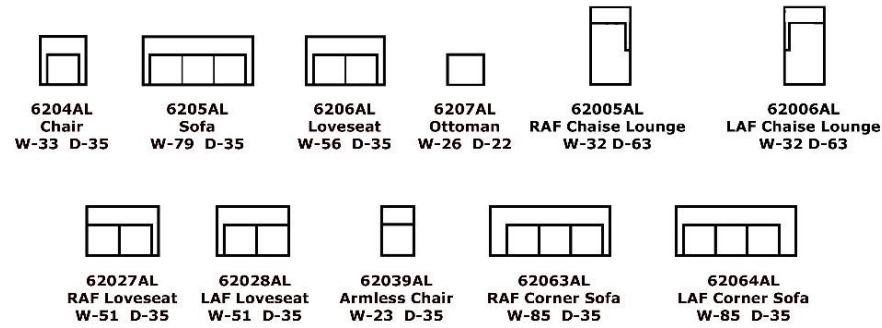 6204AL
Chair
W-33 D-35
6205AL
Sofa
W-79 D-35
6206AL
Loveseat
W-56 D-35
6207AL
Ottoman
W-26 D-22
62005AL
RAF Chaise Lounge
W-32 D-63
62006AL
LAF Chaise Lounge
W-32 D-63
62027AL
RAF Loveseat
W-51 D-35
62028AL
LAF Loveseat
W-51 D-35
62039AL
Armless Chair
W-23 D-35
62063AL
RAF Corner Sofa
W-85 D-35
62064AL
LAF Corner Sofa
W-85 D-35